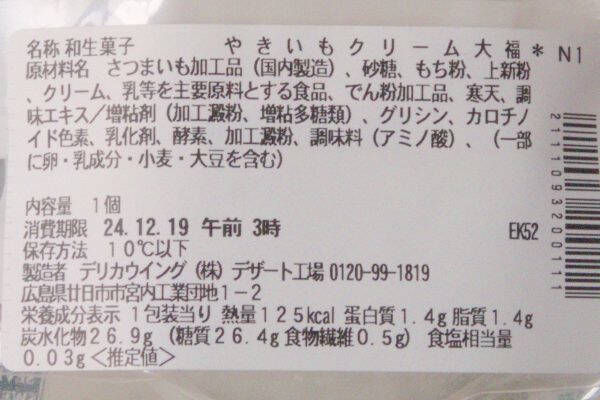 名称 和生菓子 やきいもクリーム大福* N1
原材料名 さつまいも加工品(国内製造)、砂糖、もち粉、上新粉
、クリーム、乳等を主要原料とする食品、でん粉加工品、寒天、調
味エキス/増粘剤(加工澱粉、増粘多糖類)、グリシン、カロチノ
イド色素、乳化剤、酵素、加工澱粉、調味料(アミノ酸)、(一部
に卵・乳成分・小麦・大豆を含む)
内容量 1個
消費期限 24.12.19 午前 3時
EK52
保存方法 10℃以下
製造者 デリカウイング(株) デザート工場 0120-99-1819
広島県廿日市市宮内工業団地1-2
栄養成分表示 1包装当り 熱量125kcal 蛋白質1.4g 脂質1.4g
炭水化物26.9g (糖質26.4g 食物繊維0.5g) 食塩相当量
0.03g<推定値>
2111093200111